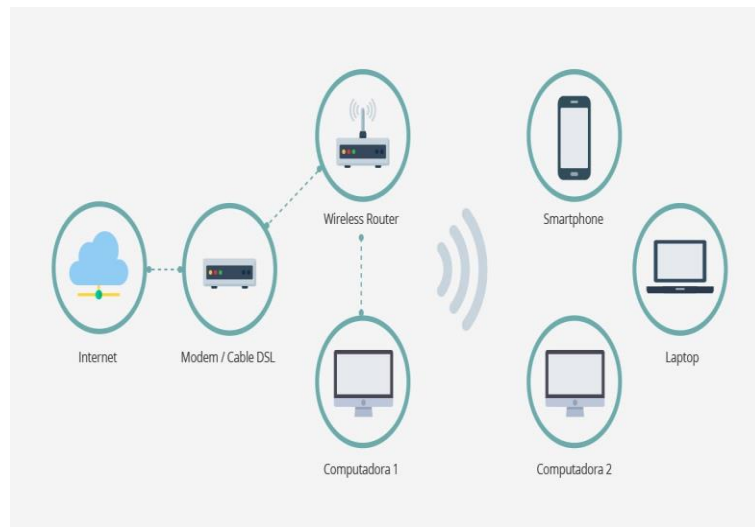 Wireless Router
Smartphone
Internet
Modem / Cable DSL
Laptop
Computadora 1
Computadora 2